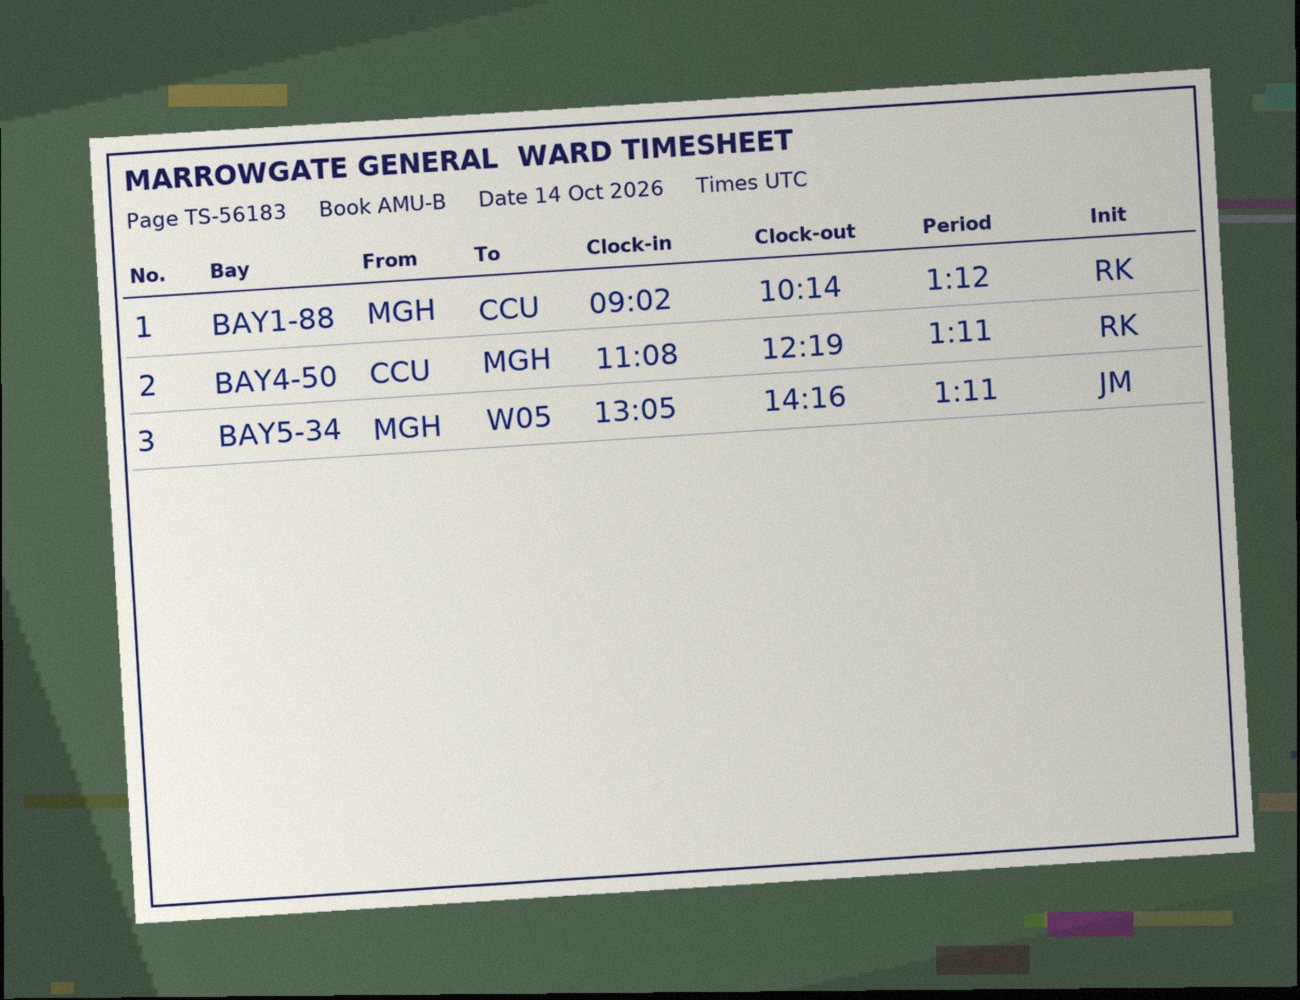 MARROWGATE GENERAL WARD TIMESHEET
Page TS-56183 Book AMU-B Date 14 Oct 2026 Times UTC
No. Bay From To Clock-in Clock-out Period Init
1 BAY1-88 MGH CCU 09:02 10:14 1:12 RK
2 BAY4-50 CCU MGH 11:08 12:19 1:11 RK
3 BAY5-34 MGH W05 13:05 14:16 1:11 JM